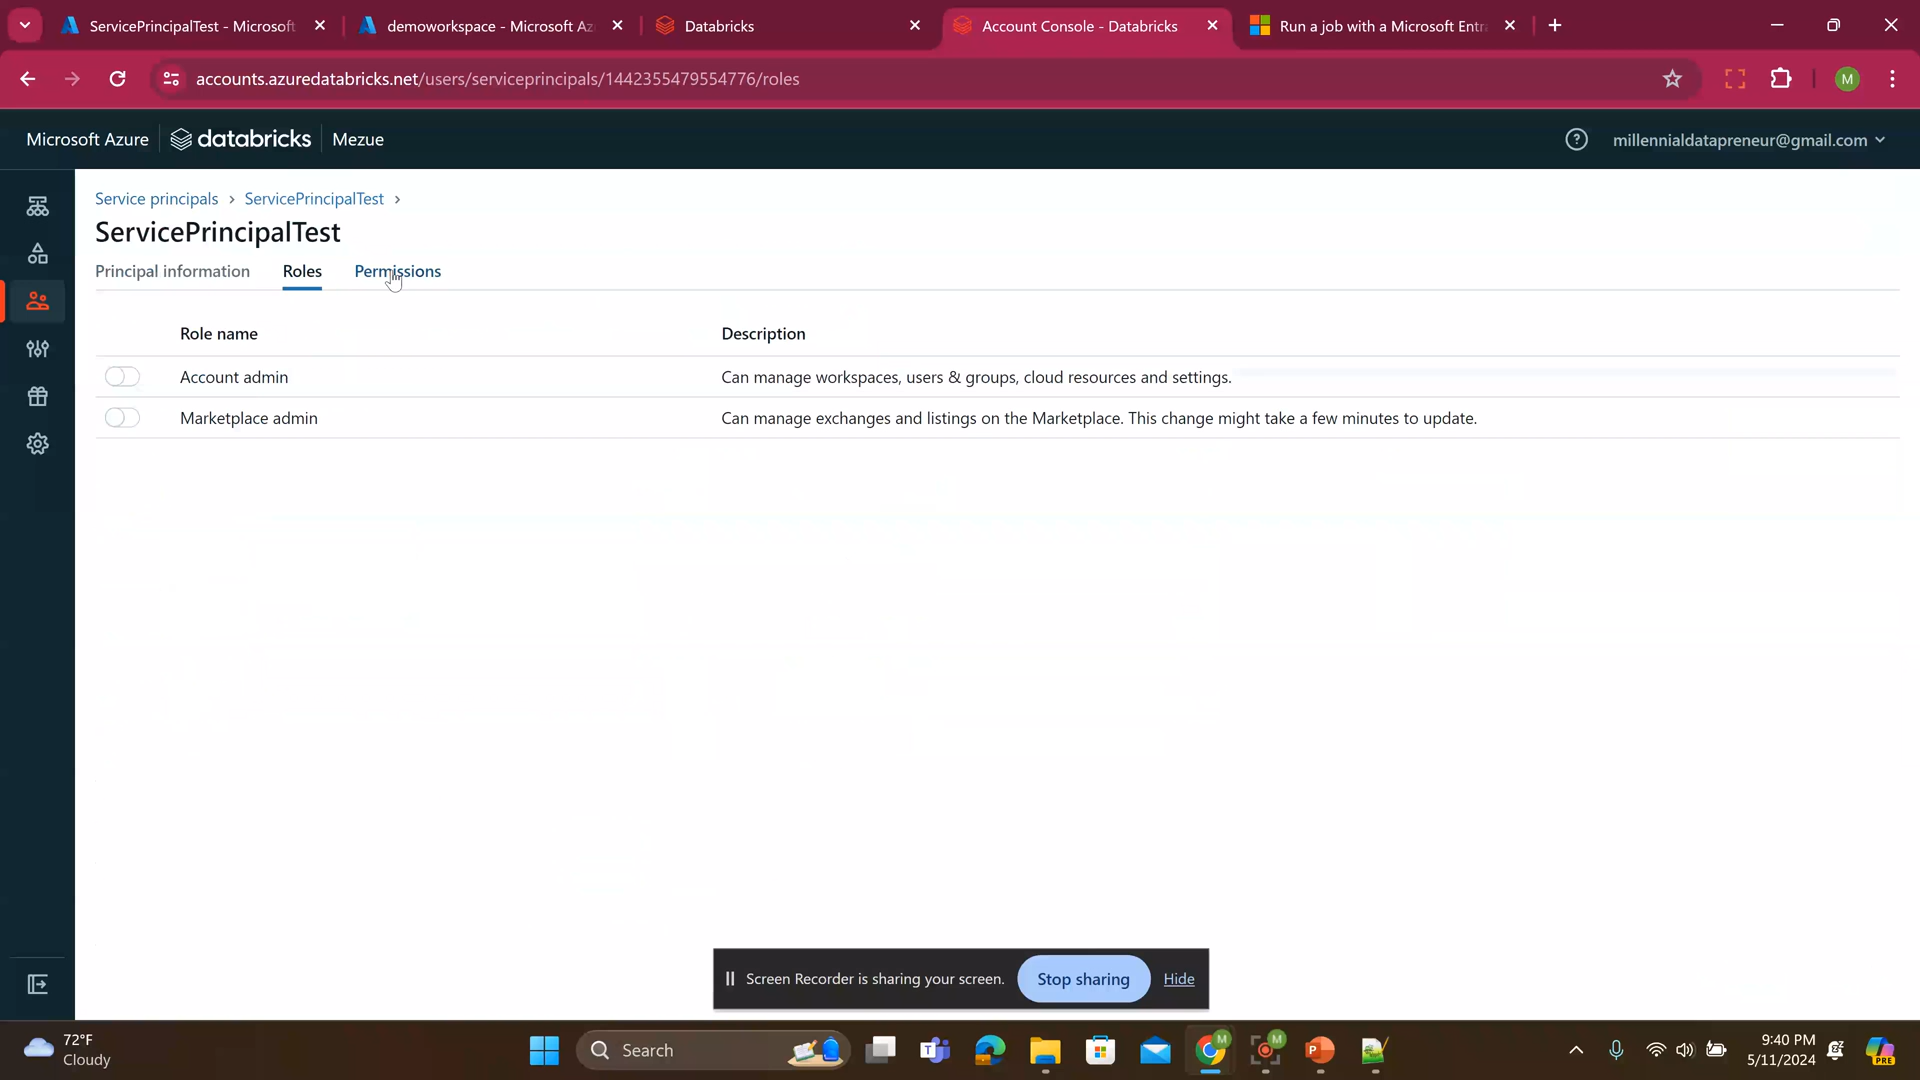 ServicePrincipalTest - Microsoft
demoworkspace - Microsoft Az
Databricks
Account Console - Databricks
Run a job with a Microsoft Entra
accounts.azuredatabricks.net/users/serviceprincipals/1442355479554776/roles
M
Microsoft Azure
databricks
Mezue
millennialdatapreneur@gmail.com
Service principals > ServicePrincipalTest >
ServicePrincipalTest
Principal information
Roles
Permissions
Role name
Description
Account admin
Can manage workspaces, users & groups, cloud resources and settings.
Marketplace admin
Can manage exchanges and listings on the Marketplace. This change might take a few minutes to update.
Screen Recorder is sharing your screen.
Stop sharing
Hide
72°F
Cloudy
Search
9:40 PM
5/11/2024
PRE